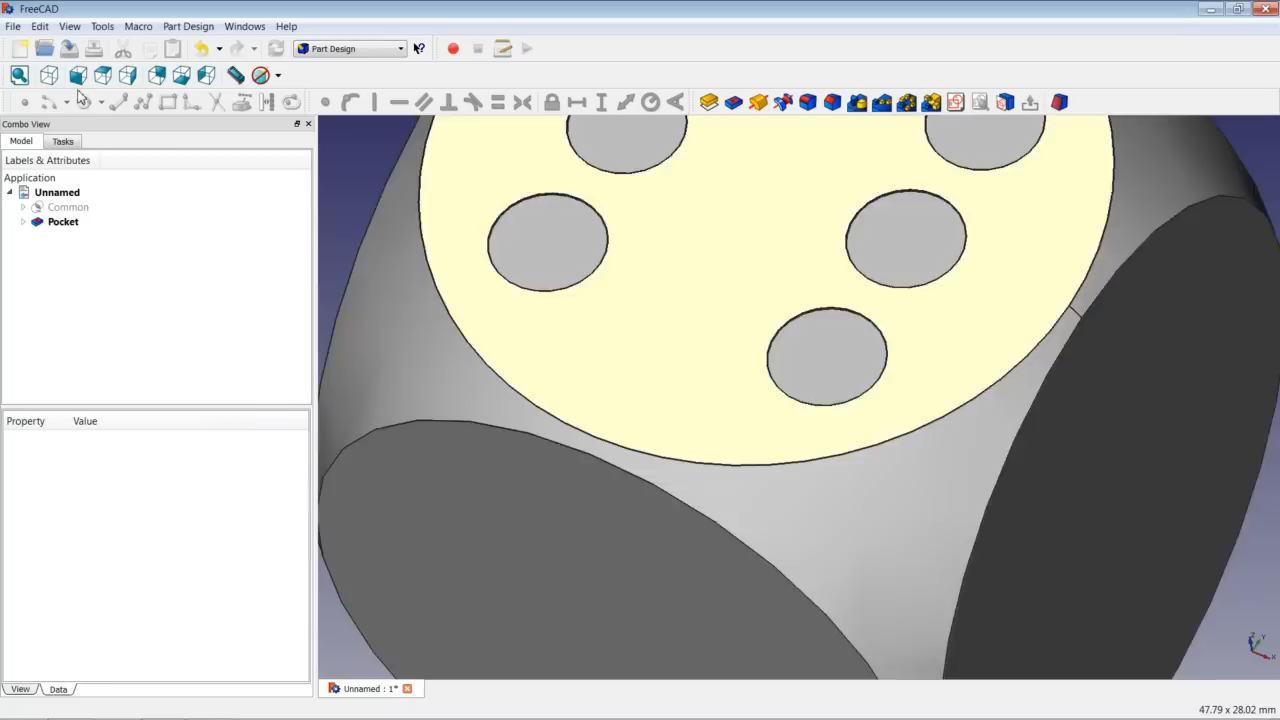 FreeCAD
File Edit View Tools Macro Part Design Windows Help
Part Design
Combo View
Model Tasks
Labels & Attributes
Application
Unnamed
Common
Pocket
Property Value
View Data
Unnamed : 1*
Z Y X
47.79 x 28.02 mm